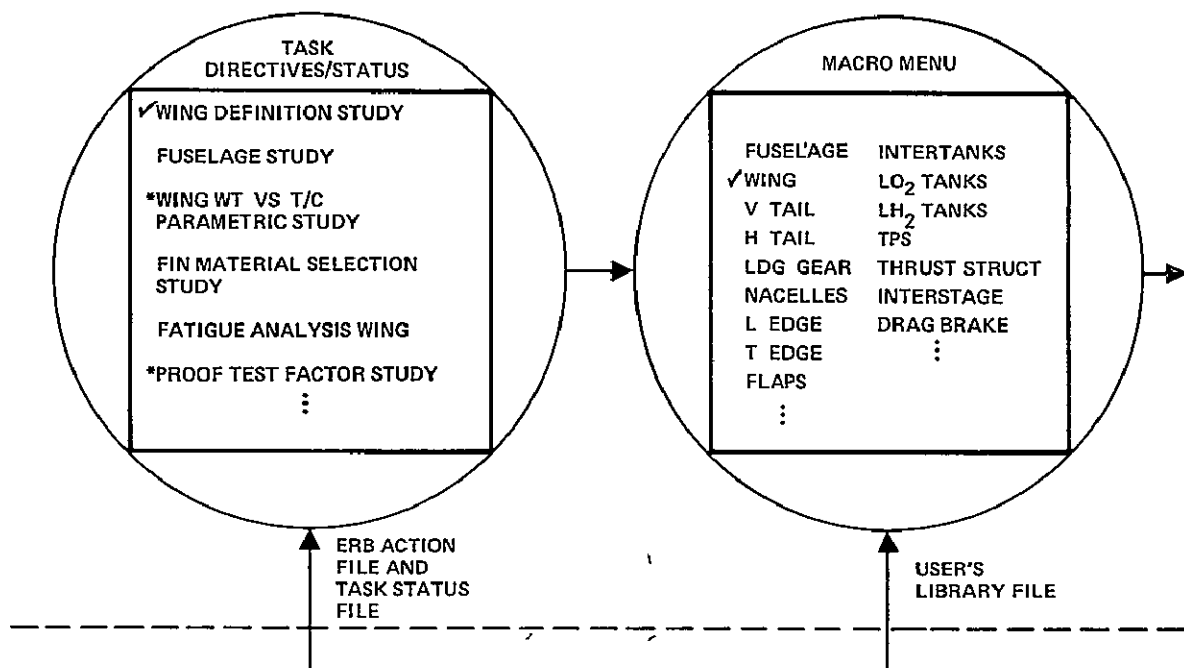 TASK
DIRECTIVES/STATUS
✓WING DEFINITION STUDY
FUSELAGE STUDY
*WING WT VS T/C
PARAMETRIC STUDY
FIN MATERIAL SELECTION
STUDY
FATIGUE ANALYSIS WING
*PROOF TEST FACTOR STUDY
⋮
ERB ACTION
FILE AND
TASK STATUS
FILE
MACRO MENU
FUSEL'AGE
✓WING
V TAIL
H TAIL
LDG GEAR
NACELLES
L EDGE
T EDGE
FLAPS
⋮
INTERTANKS
LO2 TANKS
LH2 TANKS
TPS
THRUST STRUCT
INTERSTAGE
DRAG BRAKE
⋮
USER'S
LIBRARY FILE